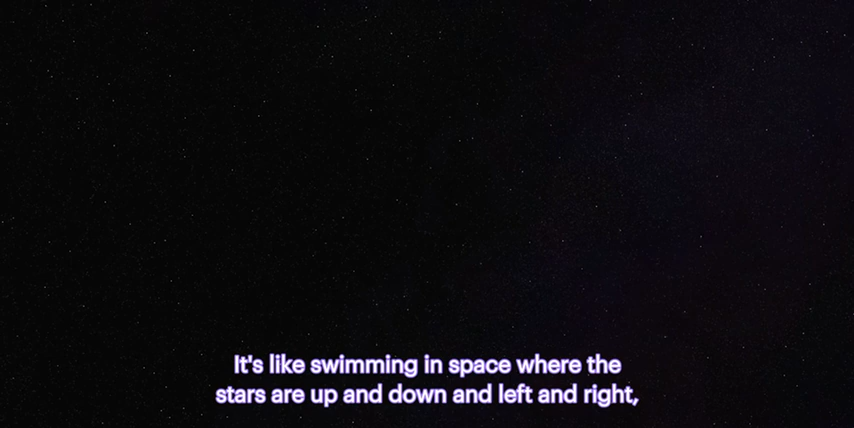 It's like swimming in space where the
stars are up and down and left and right,